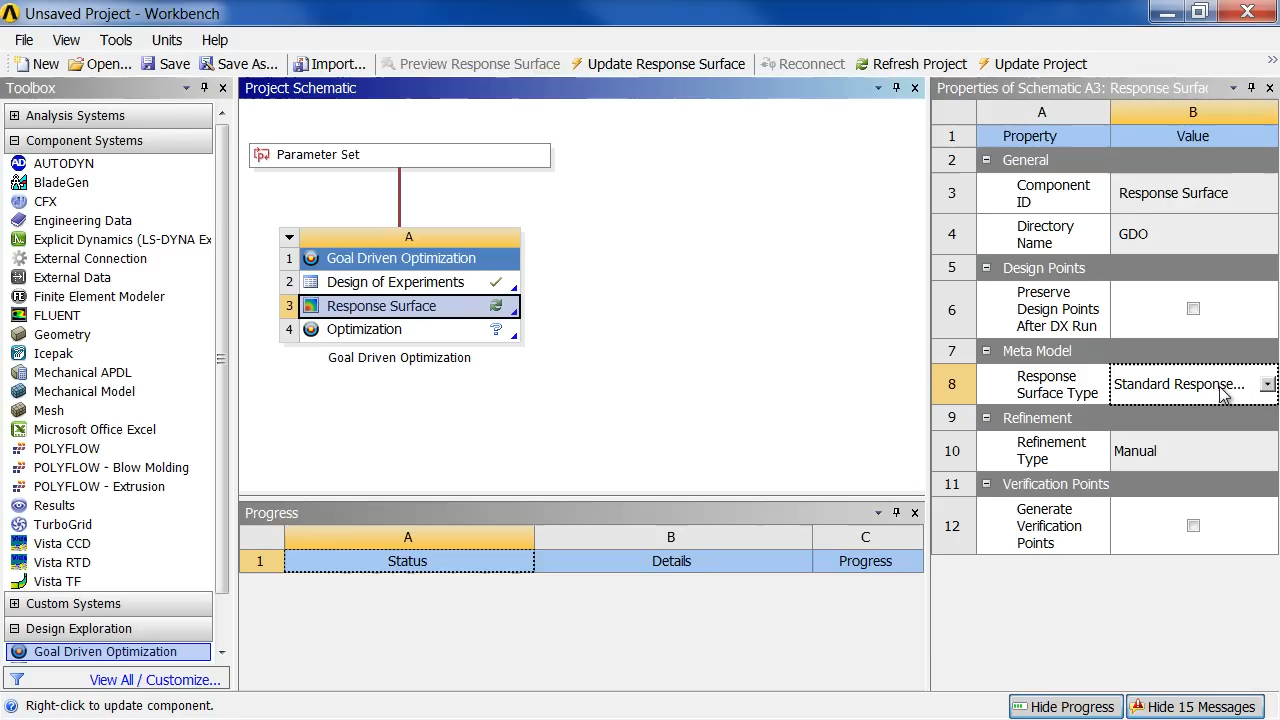 Unsaved Project - Workbench
File View Tools Units Help
New Open... Save Save As... Import... Preview Response Surface Update Response Surface Reconnect Refresh Project Update Project
Toolbox
Analysis Systems
Component Systems
AUTODYN
BladeGen
CFX
Engineering Data
Explicit Dynamics (LS-DYNA Ex
External Connection
External Data
Finite Element Modeler
FLUENT
Geometry
Icepak
Mechanical APDL
Mechanical Model
Mesh
Microsoft Office Excel
POLYFLOW
POLYFLOW - Blow Molding
POLYFLOW - Extrusion
Results
TurboGrid
Vista CCD
Vista RTD
Vista TF
Custom Systems
Design Exploration
Goal Driven Optimization
View All / Customize...
Project Schematic
Parameter Set
A
1 Goal Driven Optimization
2 Design of Experiments
3 Response Surface
4 Optimization
Goal Driven Optimization
Progress
A B C
1 Status Details Progress
Properties of Schematic A3: Response Surfac
A B
1 Property Value
2 General
3 Component ID Response Surface
4 Directory Name GDO
5 Design Points
6 Preserve Design Points After DX Run
7 Meta Model
8 Response Surface Type Standard Response...
9 Refinement
10 Refinement Type Manual
11 Verification Points
12 Generate Verification Points
Right-click to update component.
Hide Progress Hide 15 Messages